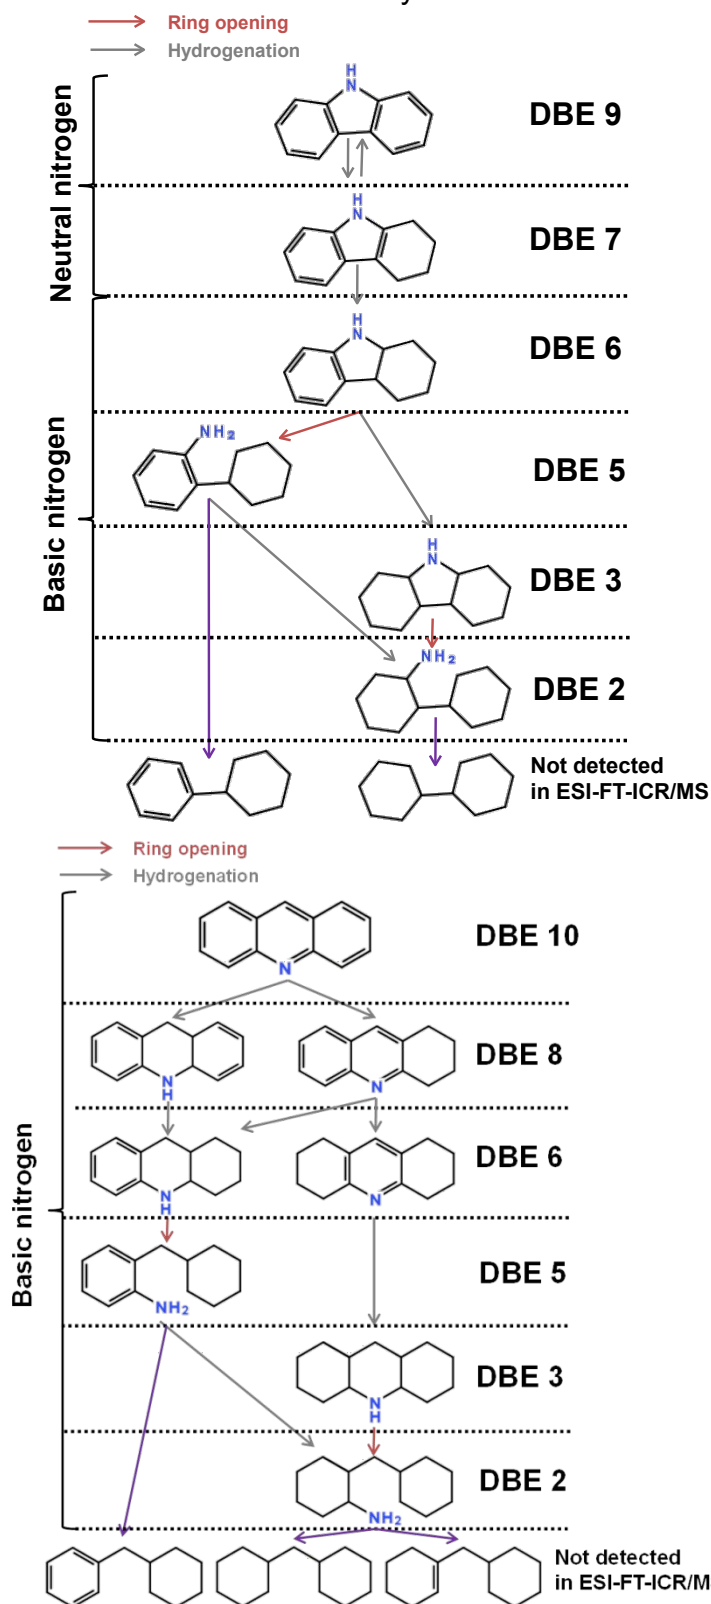 Ring opening
Hydrogenation
Neutral nitrogen
H
N
DBE 9
H
N
DBE 7
Basic nitrogen
H
N
DBE 6
NH2
DBE 5
H
N
DBE 3
NH2
DBE 2
Not detected
in ESI-FT-ICR/MS
Ring opening
Hydrogenation
Basic nitrogen
N
DBE 10
N
H
N
DBE 8
N
H
N
DBE 6
NH2
DBE 5
N
H
DBE 3
NH2
DBE 2
Not detected
in ESI-FT-ICR/M